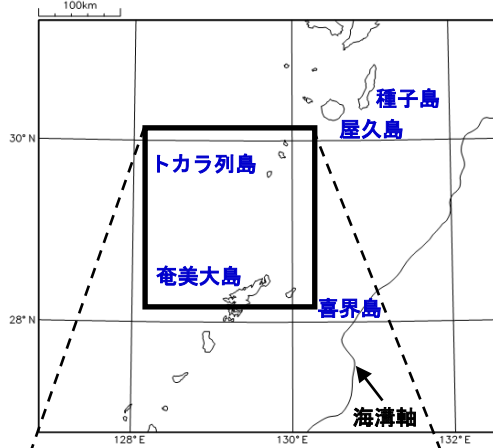 100km
種子島
30°N
屋久島
トカラ列島
奄美大島
喜界島
28°N
海溝軸
128°E
130°E
132°E